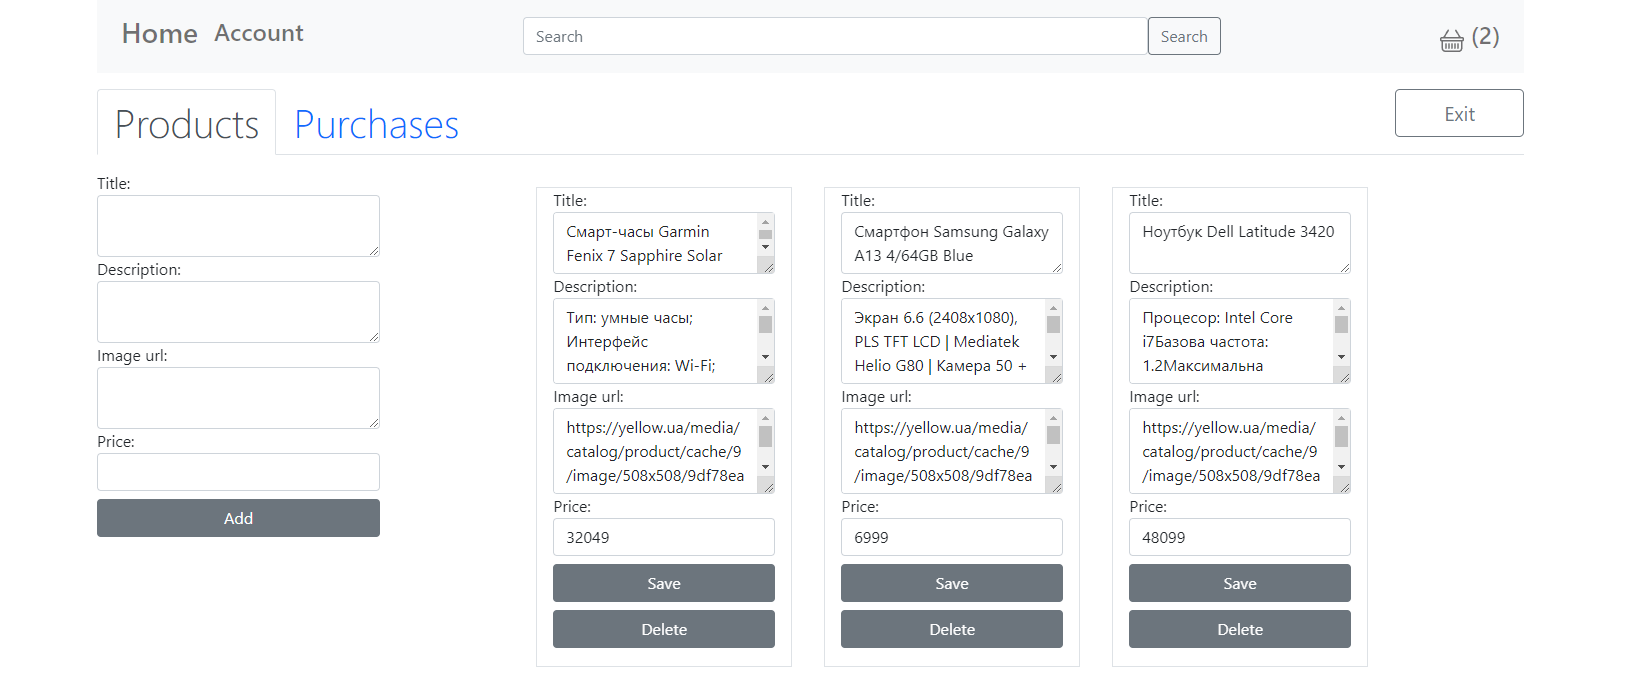 Home Account
Search
Search
(2)
Products
Purchases
Exit
Title:
Description:
Image url:
Price:
Add
Title:
Смарт-часы Garmin
Fenix 7 Sapphire Solar
Description:
Тип: умные часы;
Интерфейс
подключения: Wi-Fi;
Image url:
https://yellow.ua/media/
catalog/product/cache/9
/image/508x508/9df78ea
Price:
32049
Save
Delete
Title:
Смартфон Samsung Galaxy
A13 4/64GB Blue
Description:
Экран 6.6 (2408x1080),
PLS TFT LCD | Mediatek
Helio G80 | Камера 50 +
Image url:
https://yellow.ua/media/
catalog/product/cache/9
/image/508x508/9df78ea
Price:
6999
Save
Delete
Title:
Ноутбук Dell Latitude 3420
Description:
Процесор: Intel Core
i7Базова частота:
1.2Максимальна
Image url:
https://yellow.ua/media/
catalog/product/cache/9
/image/508x508/9df78ea
Price:
48099
Save
Delete